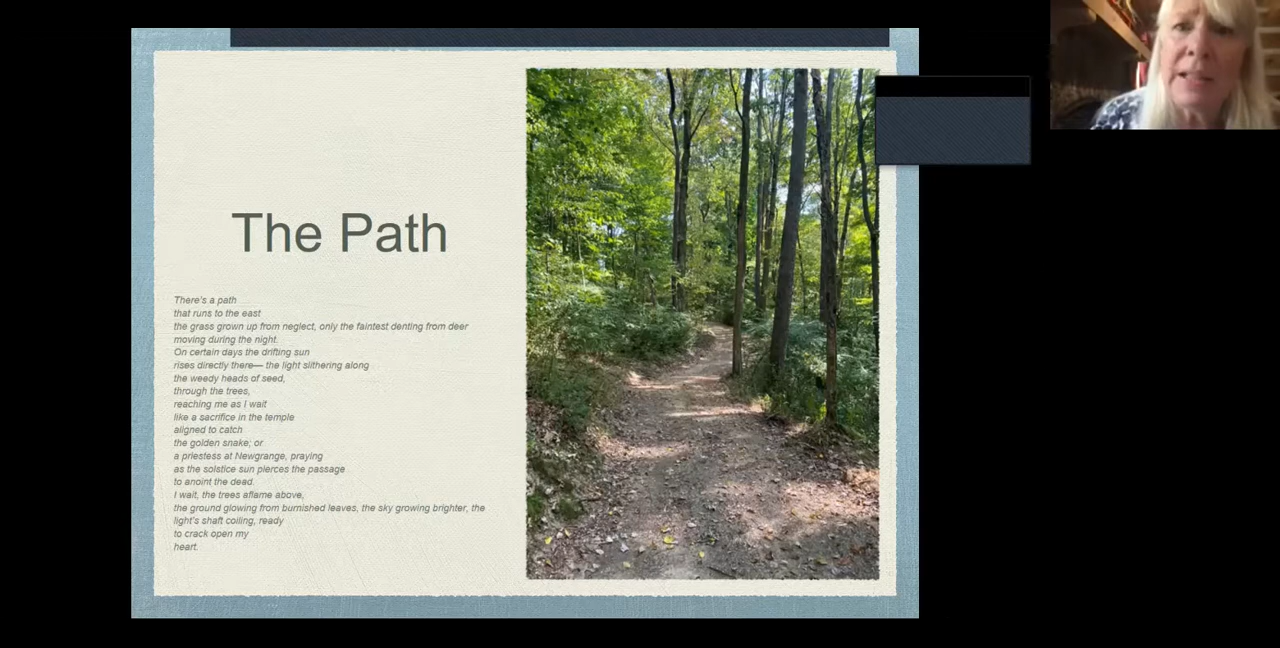 The Path
There's a path
that runs to the east
the grass grown up from neglect, only the faintest denting from deer
moving during the night.
On certain days the drifting sun
rises directly there— the light slithering along
the weedy heads of seed,
through the trees,
reaching me as I wait
like a sacrifice in the temple
aligned to catch
the golden snake; or
a priestess at Newgrange, praying
as the solstice sun pierces the passage
to anoint the dead.
I wait, the trees aflame above,
the ground glowing from burnished leaves, the sky growing brighter, the
light's shaft coiling, ready
to crack open my
heart.